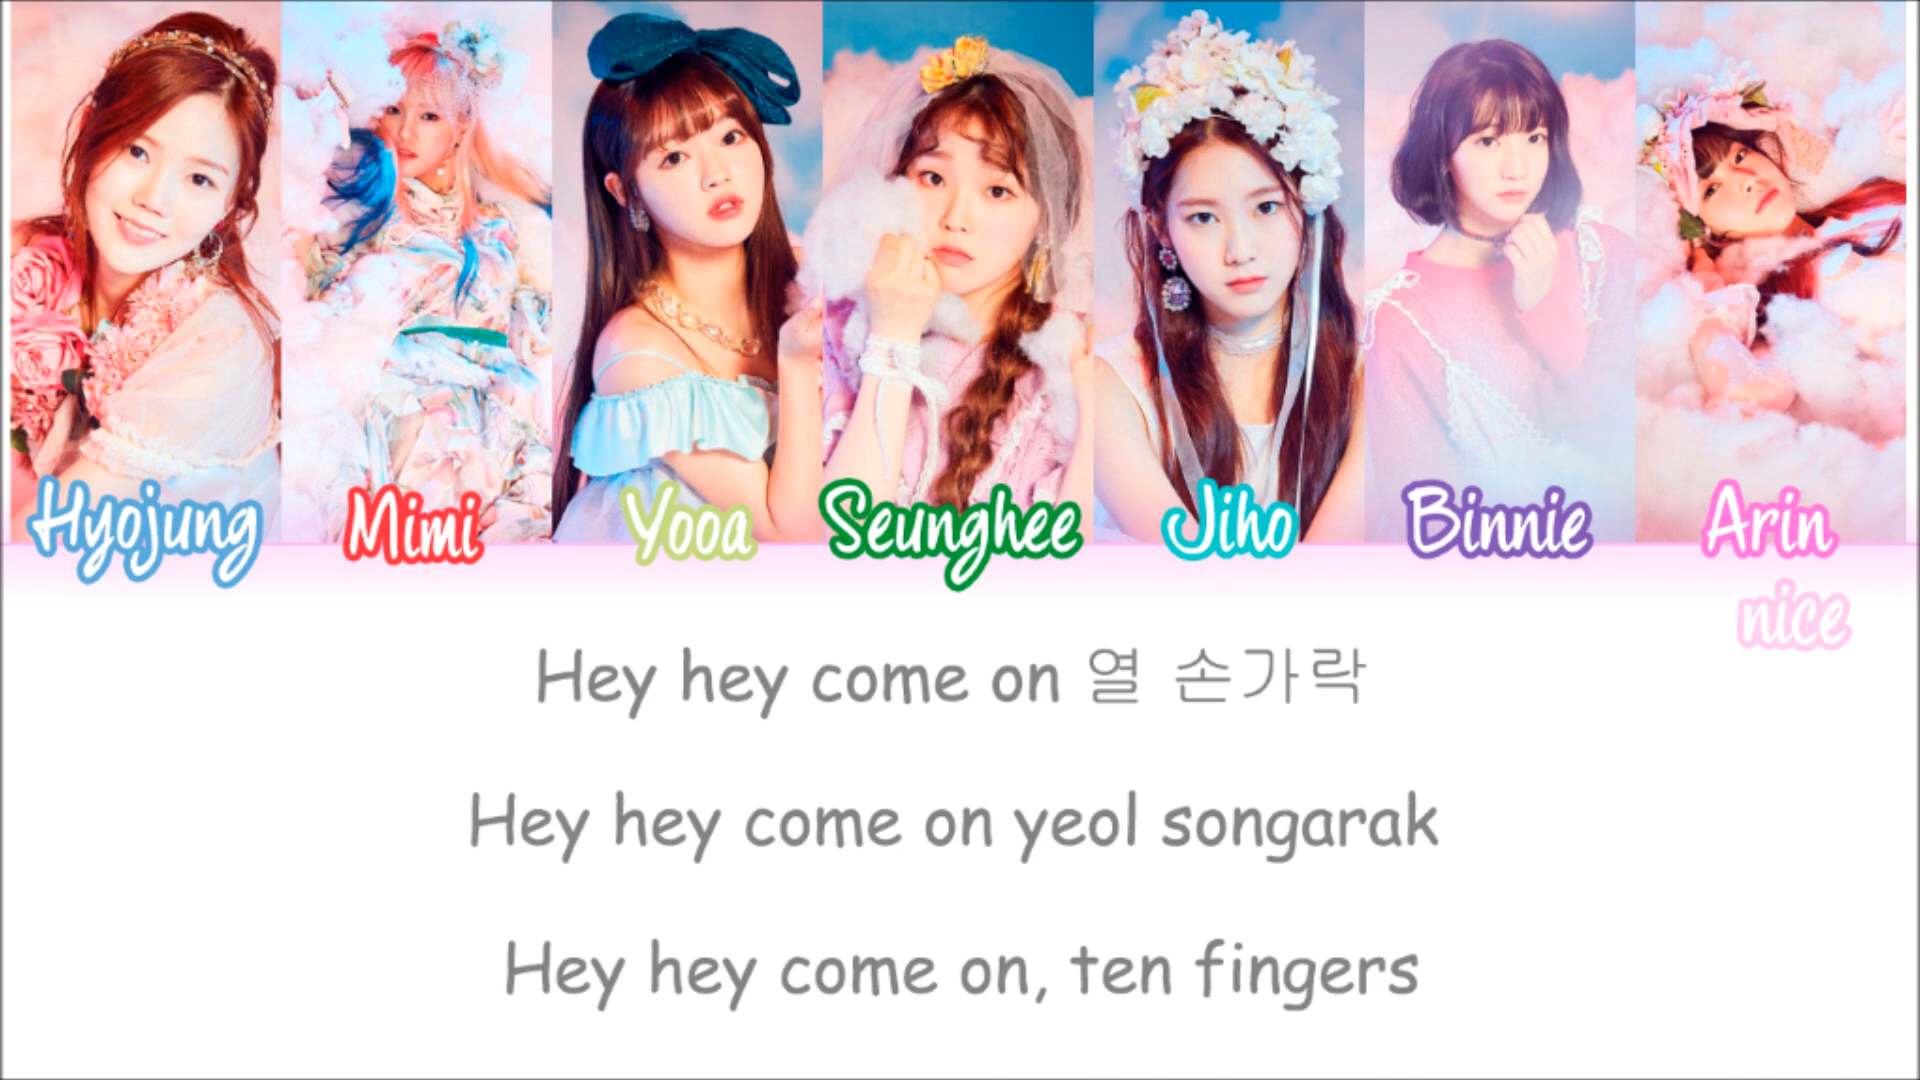 Hyojung Mimi Yooa Seunghee Jiho Binnie Arin
nice
Hey hey come on 열 손가락
Hey hey come on yeol songarak
Hey hey come on, ten fingers